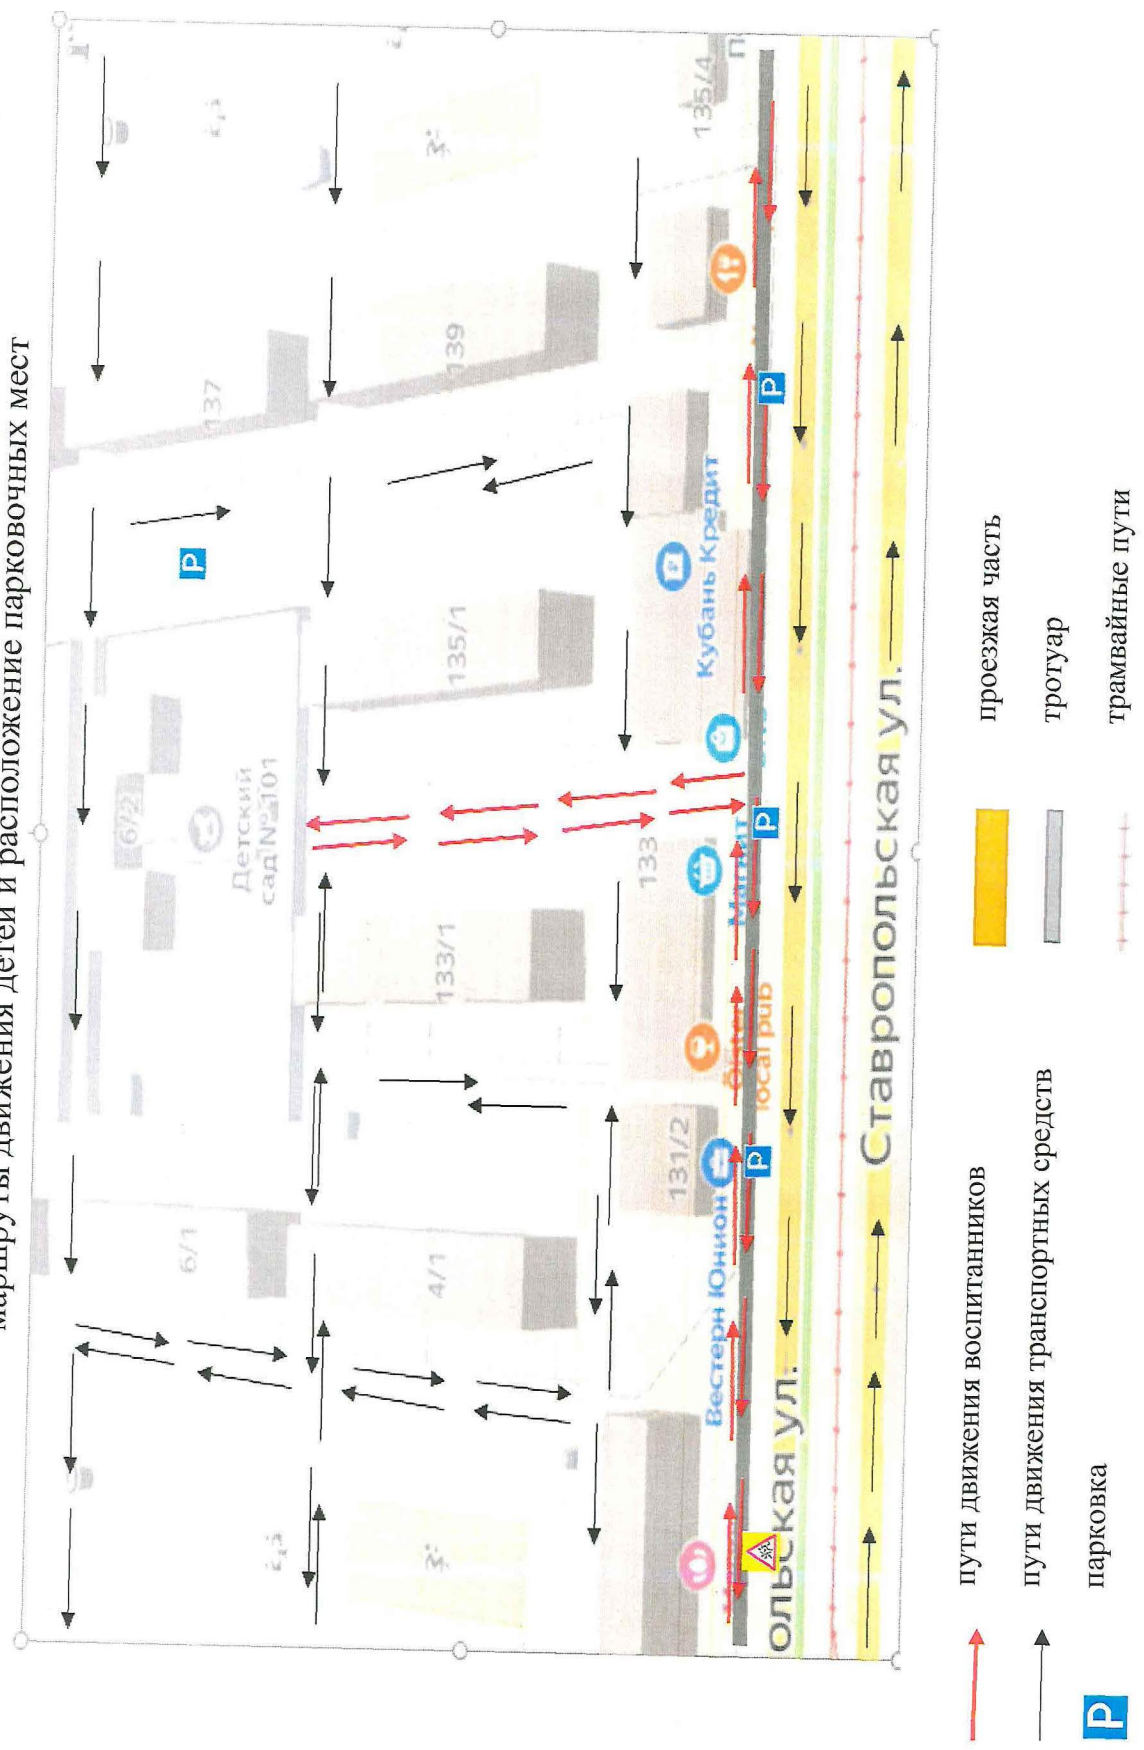 маршруты движения детей и расположение парковочных мест
137
135/4
139
6/2
Детский
сад №101
135/1
Кубань Кредит
6/1
133/1
133
Магнит
4/1
131/2
local pub
Вестерн Юнион
ольская ул.
Ставропольская ул.
пути движения воспитанников
проезжая часть
пути движения транспортных средств
тротуар
P парковка
трамвайные пути
P
P
P
P